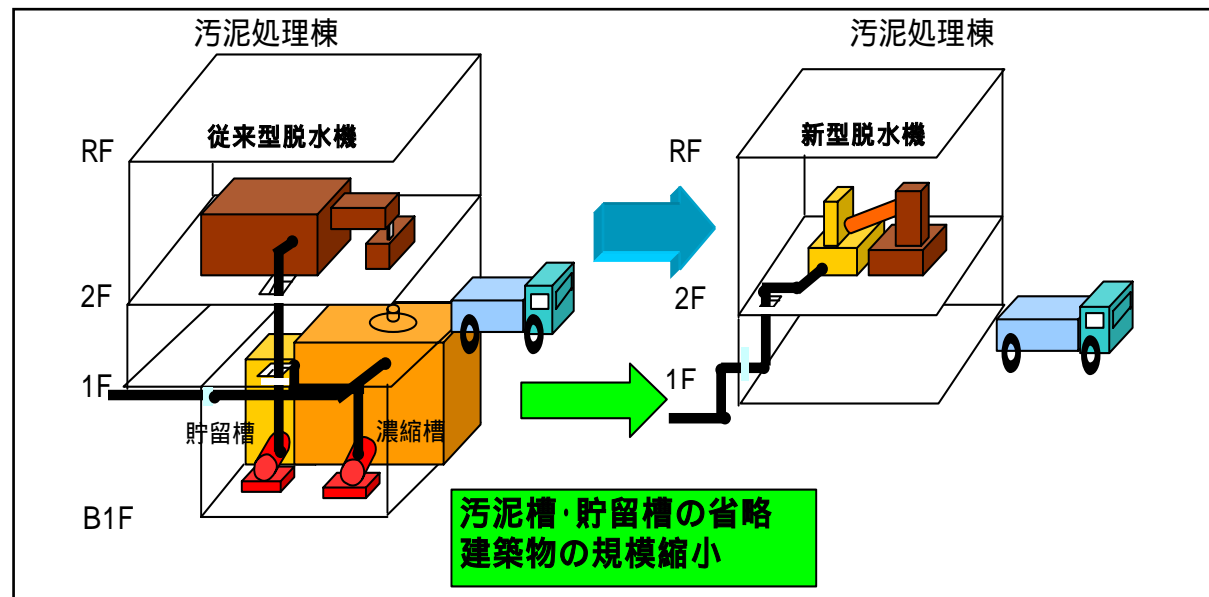 汚泥処理棟
従来型脱水機
RF
2F
1F
貯留槽
濃縮槽
B1F
汚泥処理棟
新型脱水機
RF
2F
1F
汚泥槽･貯留槽の省略
建築物の規模縮小